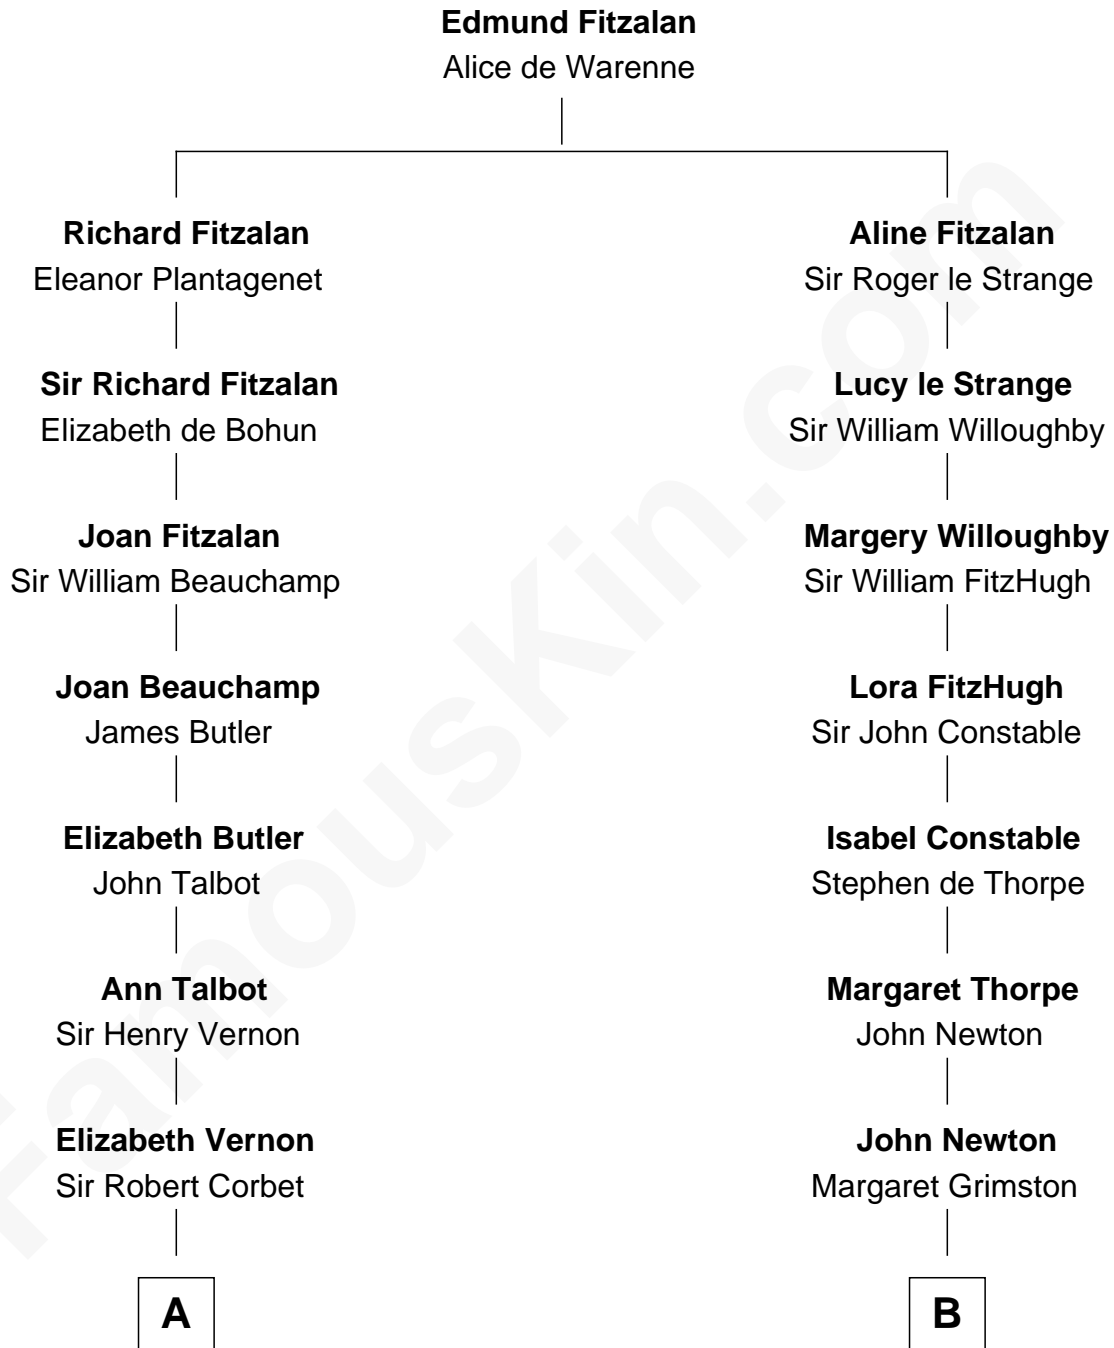 Edmund Fitzalan
Alice de Warenne
Richard Fitzalan
Eleanor Plantagenet
Aline Fitzalan
Sir Roger le Strange
Sir Richard Fitzalan
Elizabeth de Bohun
Lucy le Strange
Sir William Willoughby
Joan Fitzalan
Sir William Beauchamp
Margery Willoughby
Sir William FitzHugh
Joan Beauchamp
James Butler
Lora FitzHugh
Sir John Constable
Elizabeth Butler
John Talbot
Isabel Constable
Stephen de Thorpe
Ann Talbot
Sir Henry Vernon
Margaret Thorpe
John Newton
Elizabeth Vernon
Sir Robert Corbet
John Newton
Margaret Grimston
A
B
FamousKin.com